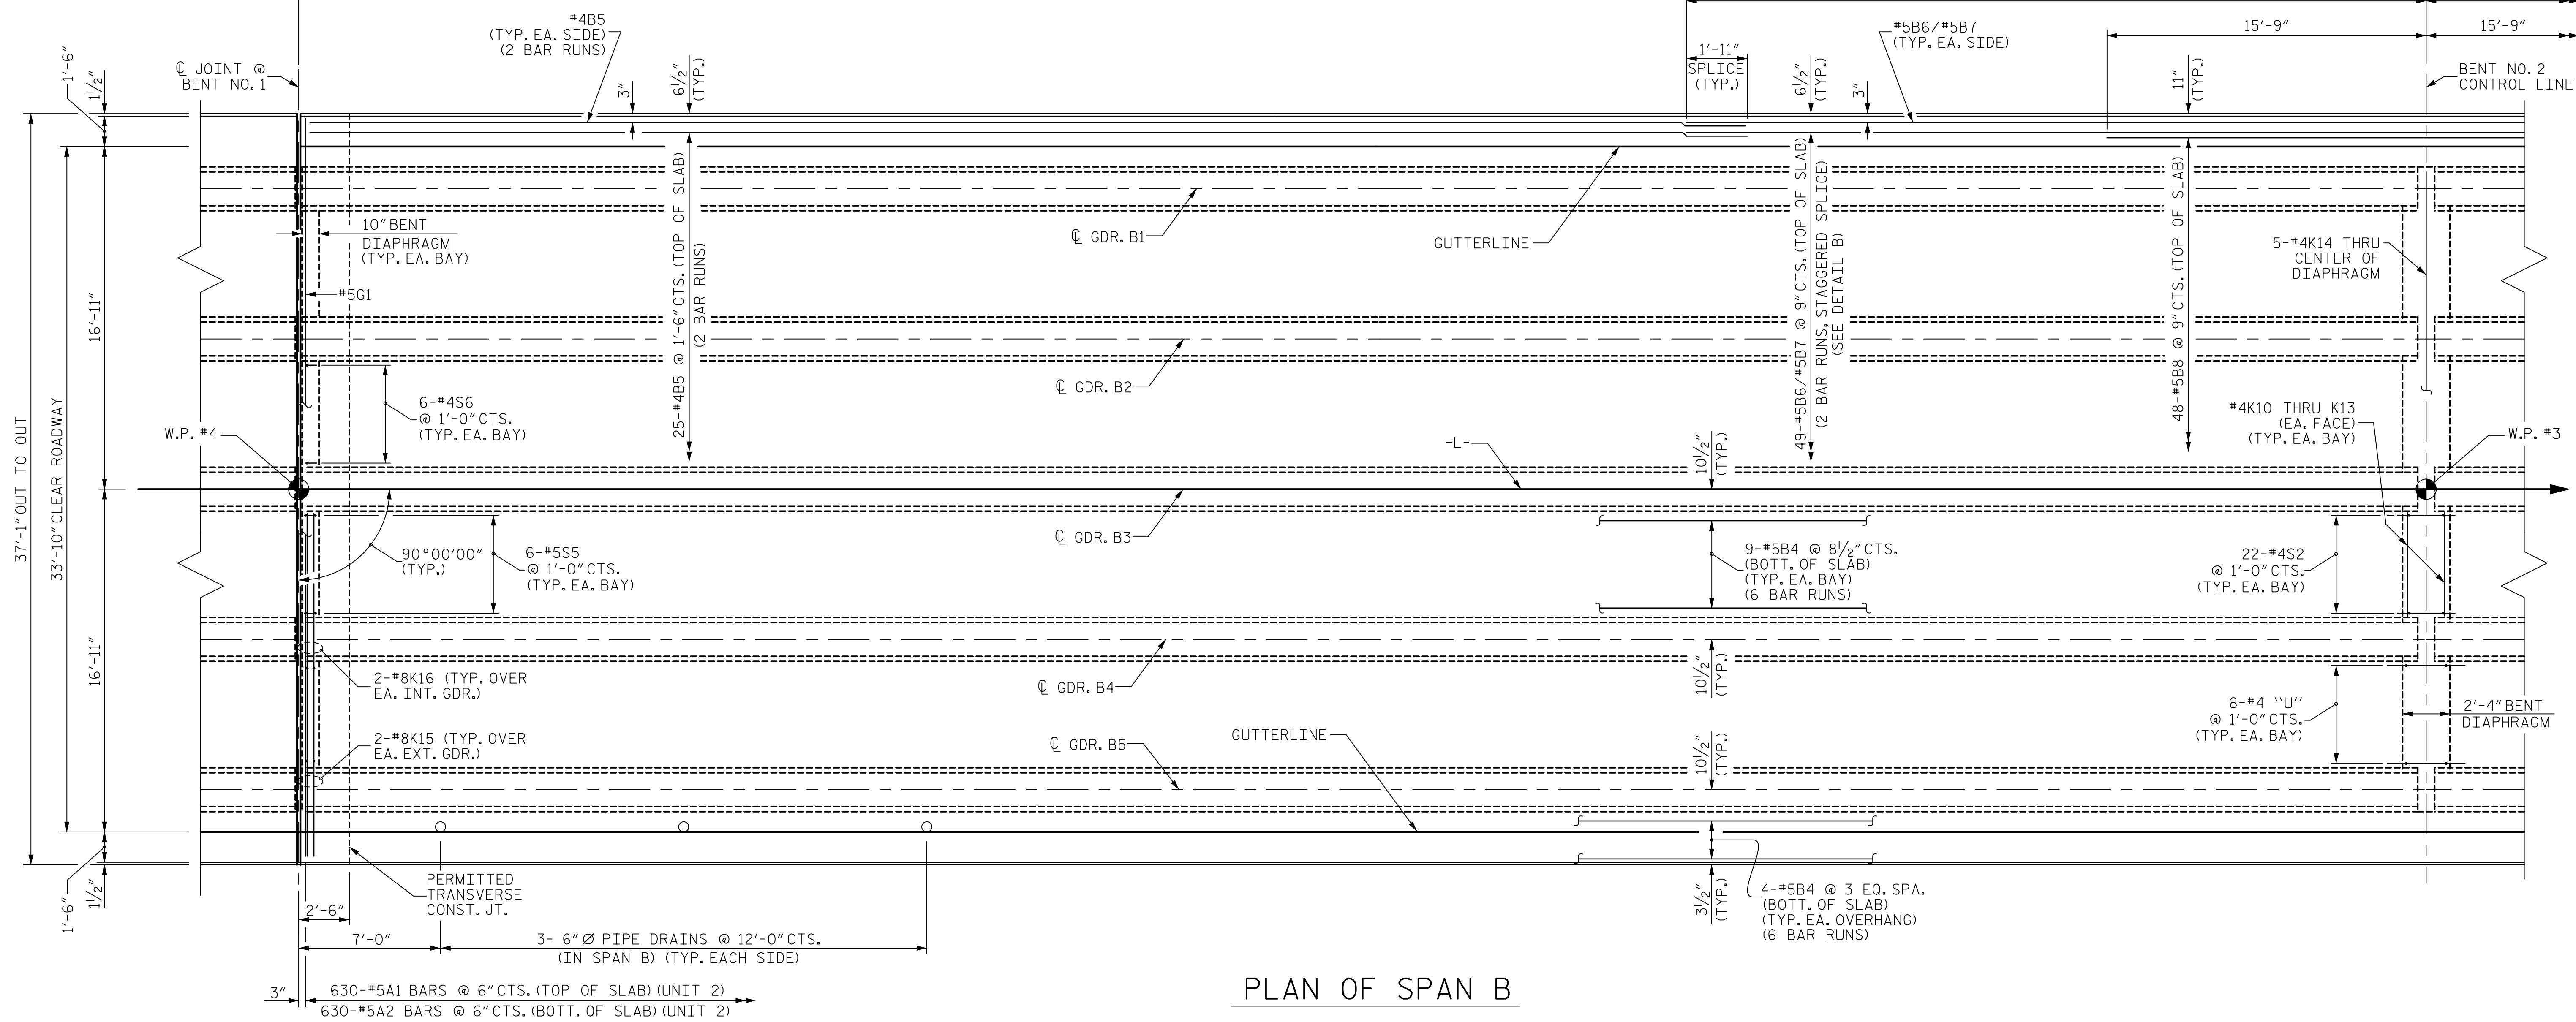 #4B5
(TYP. EA. SIDE)
(2 BAR RUNS)
℄ JOINT @
BENT NO. 1
1'-6"
1½"
3"
6½"
(TYP.)
1'-11"
SPLICE
(TYP.)
6½"
(TYP.)
3"
#5B6/#5B7
(TYP. EA. SIDE)
15'-9"
15'-9"
11"
(TYP.)
BENT NO. 2
CONTROL LINE
37'-1" OUT TO OUT
33'-10" CLEAR ROADWAY
16'-11"
16'-11"
10" BENT
DIAPHRAGM
(TYP. EA. BAY)
#5G1
25-#4B5 @ 1'-6" CTS. (TOP OF SLAB)
(2 BAR RUNS)
℄ GDR. B1
GUTTERLINE
49-#5B6/#5B7 @ 9" CTS. (TOP OF SLAB)
(2 BAR RUNS, STAGGERED SPLICE)
(SEE DETAIL B)
48-#5B8 @ 9" CTS. (TOP OF SLAB)
5-#4K14 THRU
CENTER OF
DIAPHRAGM
℄ GDR. B2
6-#4S6
@ 1'-0" CTS.
(TYP. EA. BAY)
W.P. #4
-L-
10½"
(TYP.)
#4K10 THRU K13
(EA. FACE)
(TYP. EA. BAY)
W.P. #3
90°00'00"
(TYP.)
6-#5S5
@ 1'-0" CTS.
(TYP. EA. BAY)
℄ GDR. B3
9-#5B4 @ 8½" CTS.
(BOTT. OF SLAB)
(TYP. EA. BAY)
(6 BAR RUNS)
22-#4S2
@ 1'-0" CTS.
(TYP. EA. BAY)
2-#8K16 (TYP. OVER
EA. INT. GDR.)
℄ GDR. B4
10½"
(TYP.)
6-#4 "U"
@ 1'-0" CTS.
(TYP. EA. BAY)
2'-4" BENT
DIAPHRAGM
2-#8K15 (TYP. OVER
EA. EXT. GDR.)
℄ GDR. B5
GUTTERLINE
10½"
(TYP.)
1'-6"
1½"
PERMITTED
TRANSVERSE
CONST. JT.
2'-6"
3½"
(TYP.)
4-#5B4 @ 3 EQ. SPA.
(BOTT. OF SLAB)
(TYP. EA. OVERHANG)
(6 BAR RUNS)
7'-0"
3- 6"Ø PIPE DRAINS @ 12'-0" CTS.
(IN SPAN B) (TYP. EACH SIDE)
3"
630-#5A1 BARS @ 6" CTS. (TOP OF SLAB) (UNIT 2)
630-#5A2 BARS @ 6" CTS. (BOTT. OF SLAB) (UNIT 2)
PLAN OF SPAN B